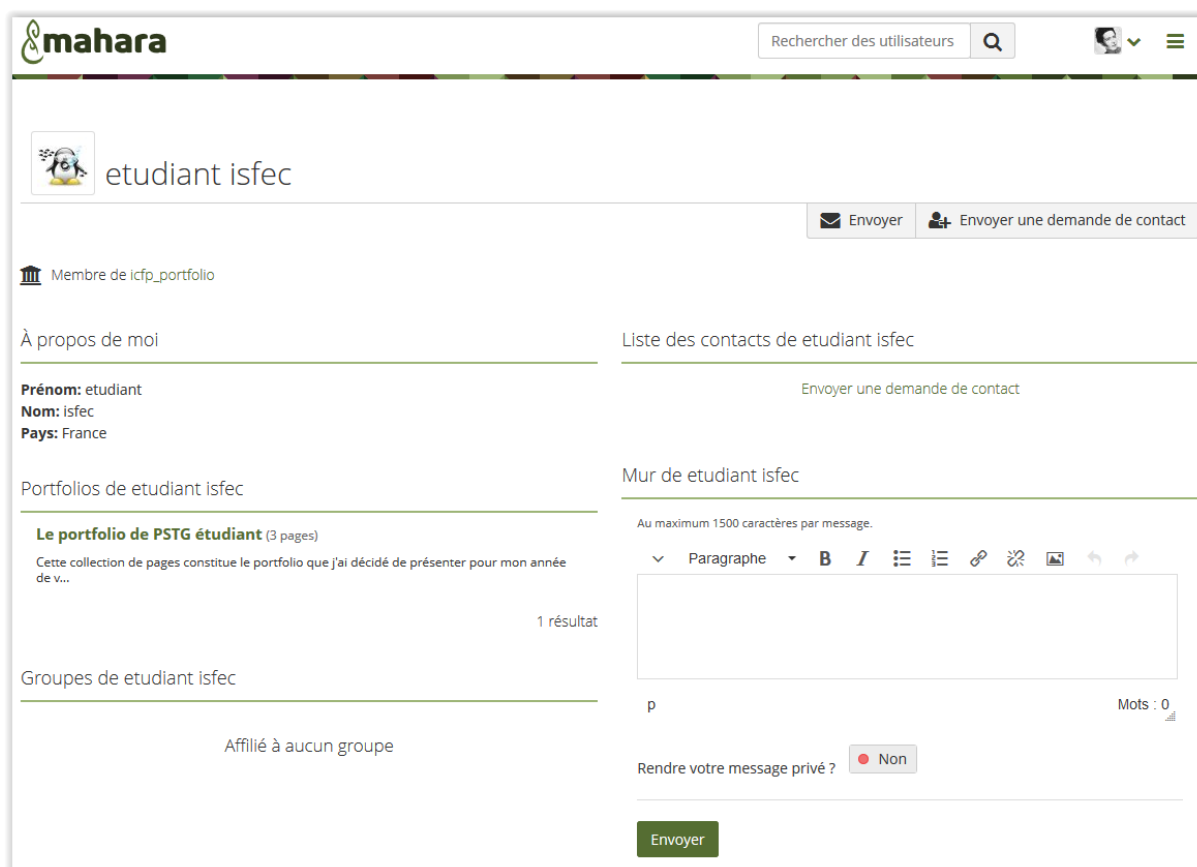 mahara
Rechercher des utilisateurs
etudiant isfec
Envoyer
Envoyer une demande de contact
Membre de icfp_portfolio
À propos de moi
Prénom: etudiant
Nom: isfec
Pays: France
Portfolios de etudiant isfec
Le portfolio de PSTG étudiant (3 pages)
Cette collection de pages constitue le portfolio que j'ai décidé de présenter pour mon année
de v...
1 résultat
Groupes de etudiant isfec
Affilié à aucun groupe
Liste des contacts de etudiant isfec
Envoyer une demande de contact
Mur de etudiant isfec
Au maximum 1500 caractères par message.
Paragraphe B I
p Mots : 0
Rendre votre message privé ? Non
Envoyer